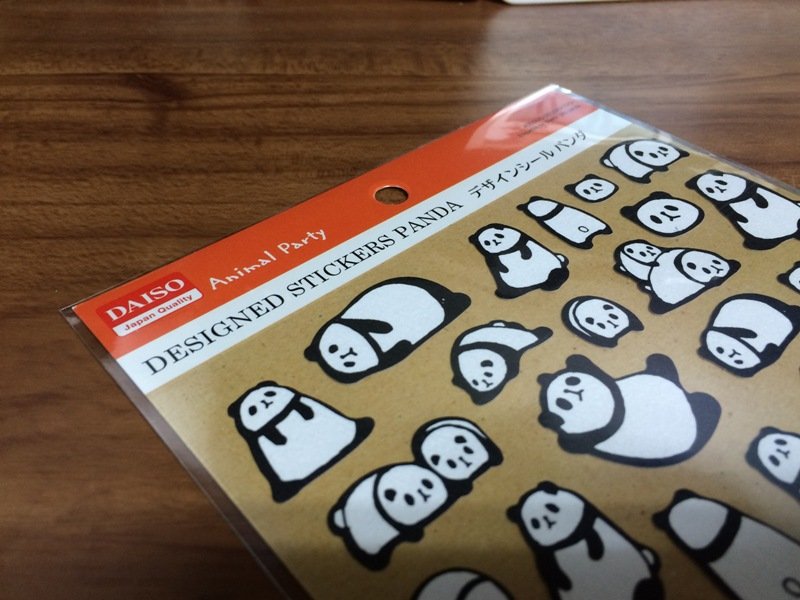 DAISO
Japan Quality
Animal Party
DESIGNED STICKERS PANDA デザインシール パンダ